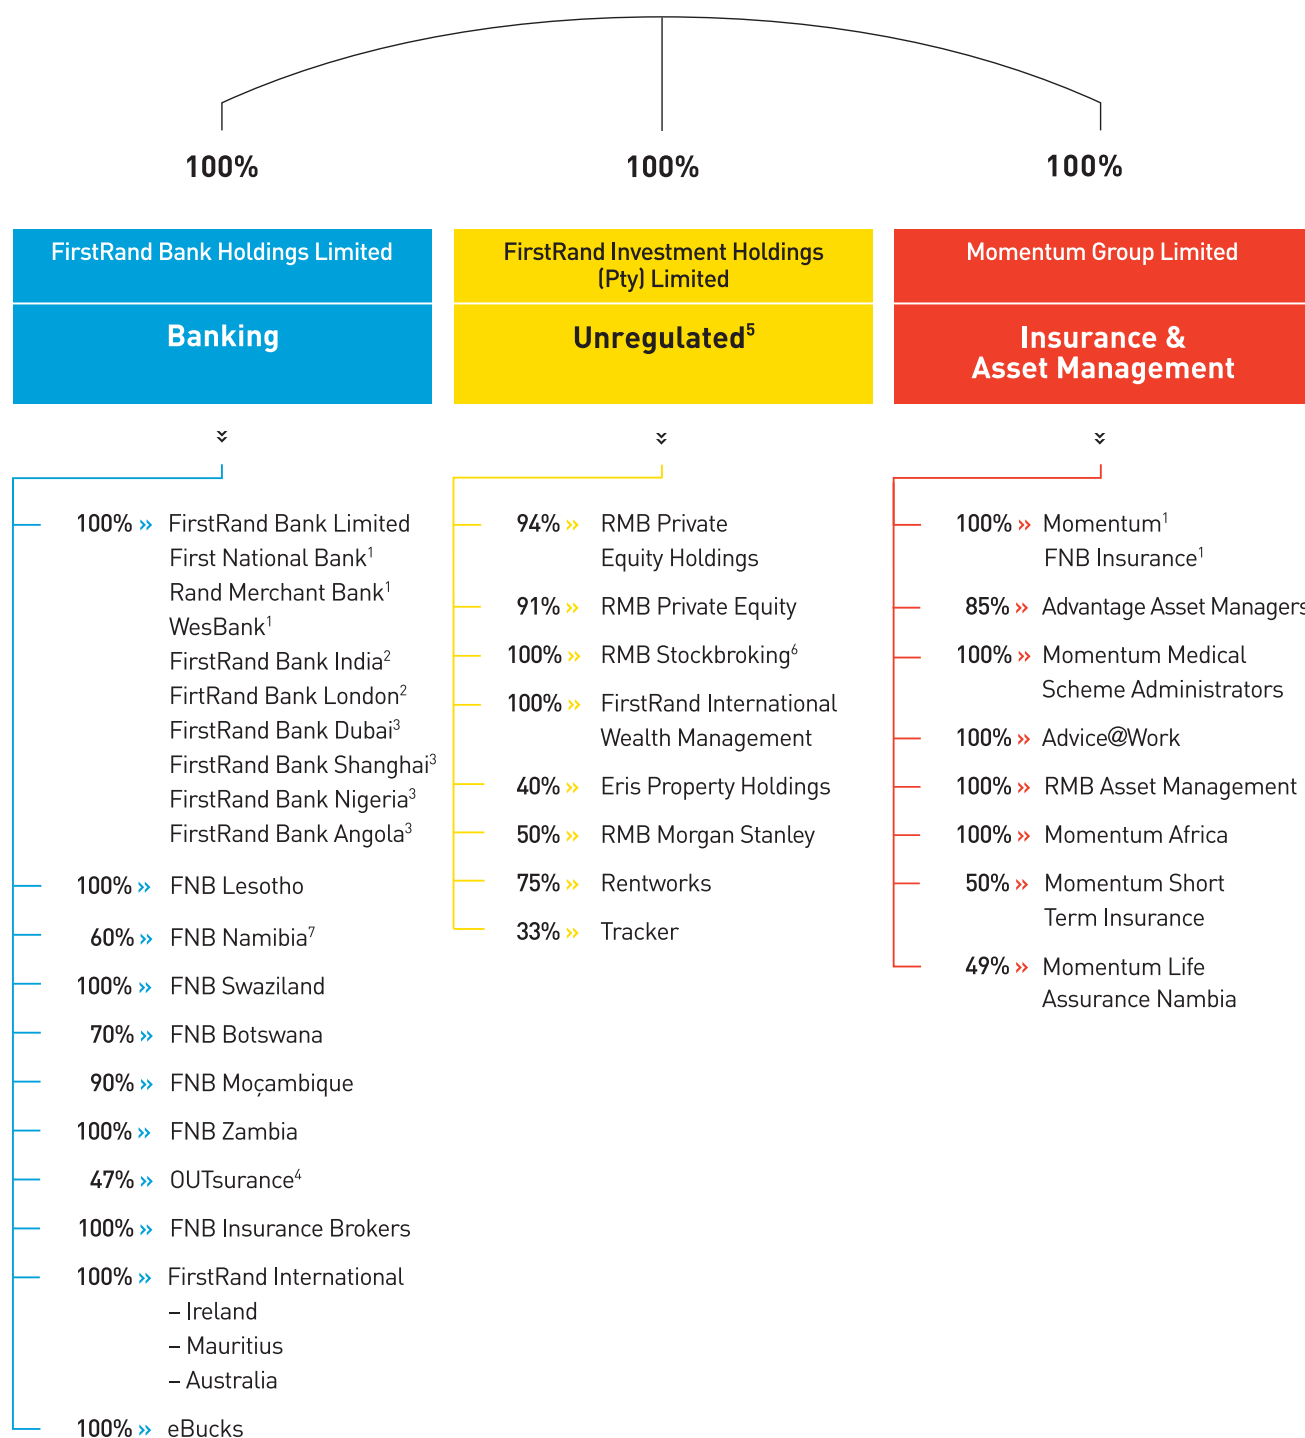 100%
100%
100%
FirstRand Bank Holdings Limited
Banking
FirstRand Investment Holdings
(Pty) Limited
Unregulated5
Momentum Group Limited
Insurance &
Asset Management
100% » FirstRand Bank Limited
First National Bank1
Rand Merchant Bank1
WesBank1
FirstRand Bank India2
FirtRand Bank London2
FirstRand Bank Dubai3
FirstRand Bank Shanghai3
FirstRand Bank Nigeria3
FirstRand Bank Angola3
100% » FNB Lesotho
60% » FNB Namibia7
100% » FNB Swaziland
70% » FNB Botswana
90% » FNB Moçambique
100% » FNB Zambia
47% » OUTsurance4
100% » FNB Insurance Brokers
100% » FirstRand International
– Ireland
– Mauritius
– Australia
100% » eBucks
94% » RMB Private
Equity Holdings
91% » RMB Private Equity
100% » RMB Stockbroking6
100% » FirstRand International
Wealth Management
40% » Eris Property Holdings
50% » RMB Morgan Stanley
75% » Rentworks
33% » Tracker
100% » Momentum1
FNB Insurance1
85% » Advantage Asset Managers
100% » Momentum Medical
Scheme Administrators
100% » Advice@Work
100% » RMB Asset Management
100% » Momentum Africa
50% » Momentum Short
Term Insurance
49% » Momentum Life
Assurance Nambia